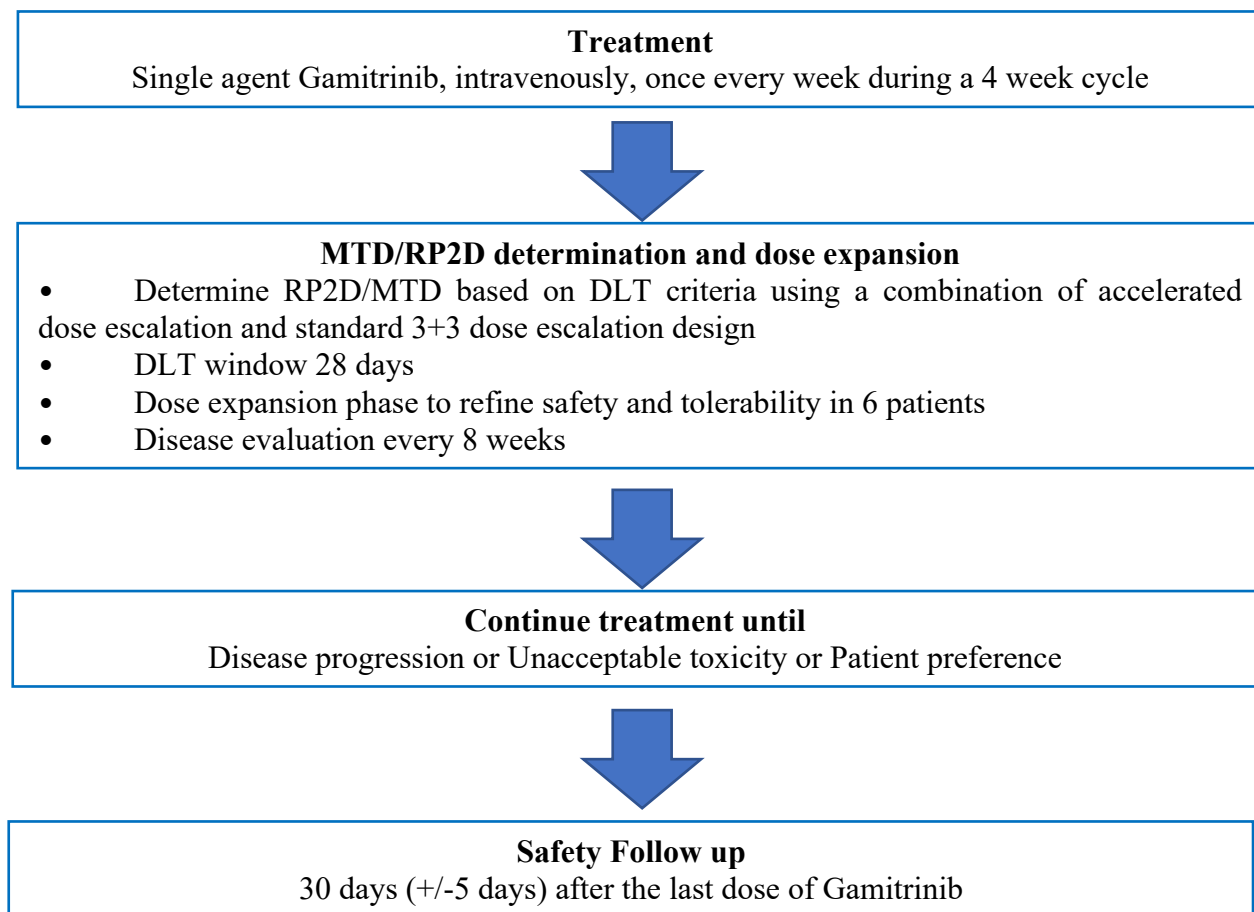 Treatment
Single agent Gamitrinib, intravenously, once every week during a 4 week cycle
MTD/RP2D determination and dose expansion
• Determine RP2D/MTD based on DLT criteria using a combination of accelerated
dose escalation and standard 3+3 dose escalation design
• DLT window 28 days
• Dose expansion phase to refine safety and tolerability in 6 patients
• Disease evaluation every 8 weeks
Continue treatment until
Disease progression or Unacceptable toxicity or Patient preference
Safety Follow up
30 days (+/-5 days) after the last dose of Gamitrinib